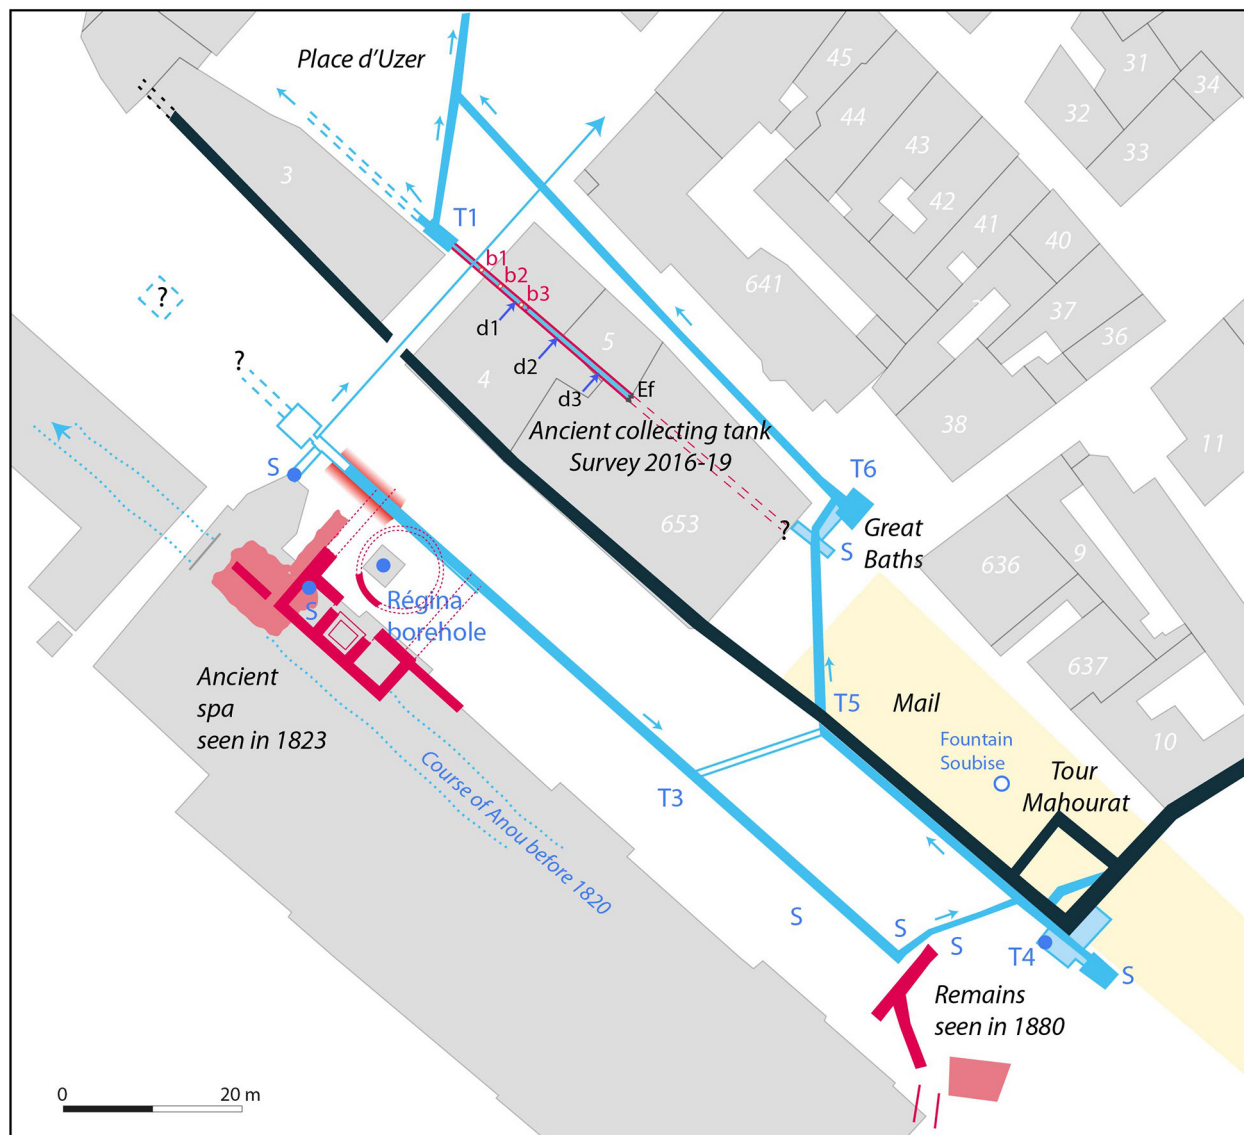 Place d'Uzer
45
31
34
44
32
43
33
3
42
T1
41
40
b1
b2
b3
641
37
36
d1
5
d2
4
Ef
d3
38
11
Ancient collecting tank
Survey 2016-19
S
T6
653
Great
Baths
S
636
9
Régina
borehole
S
637
Ancient
spa
seen in 1823
T5
Mail
10
Fountain
Soubise
Tour
Mahourat
T3
Course of Anou before 1820
S
S
S
T4
S
Remains
seen in 1880
0
20 m
?
?
?